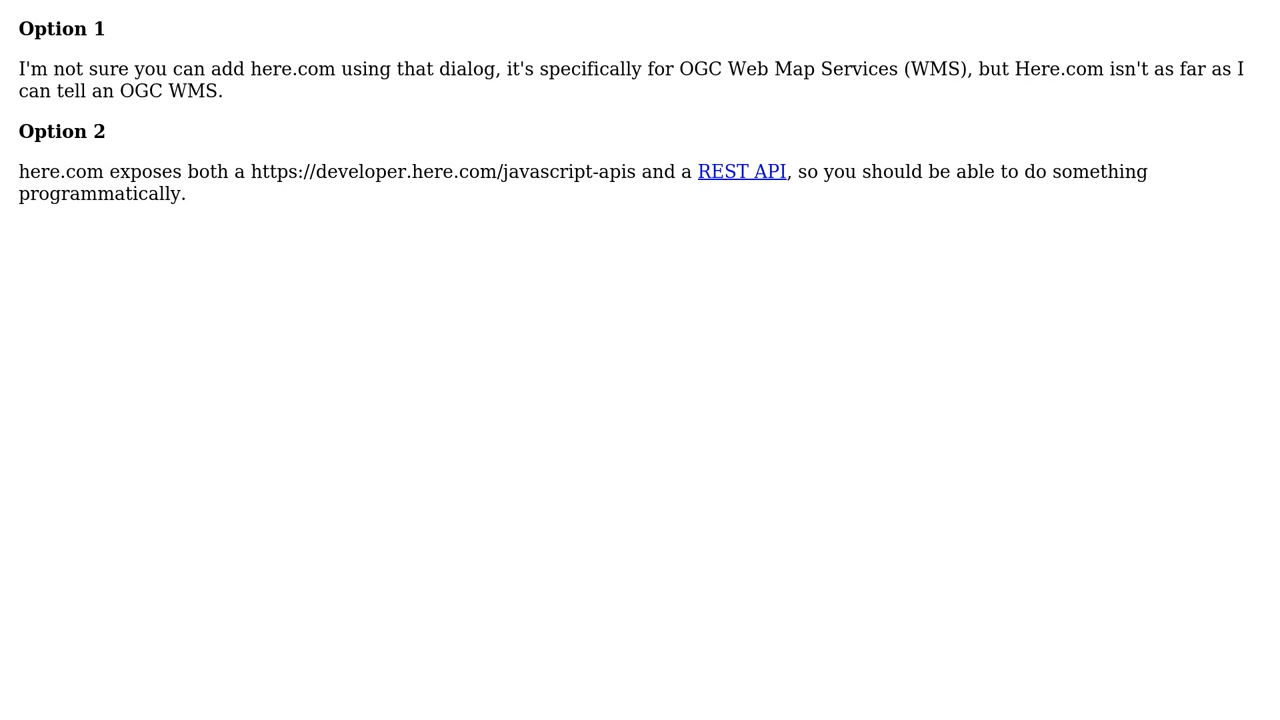 Option 1
I'm not sure you can add here.com using that dialog, it's specifically for OGC Web Map Services (WMS), but Here.com isn't as far as I
can tell an OGC WMS.
Option 2
here.com exposes both a https://developer.here.com/javascript-apis and a REST API, so you should be able to do something
programmatically.